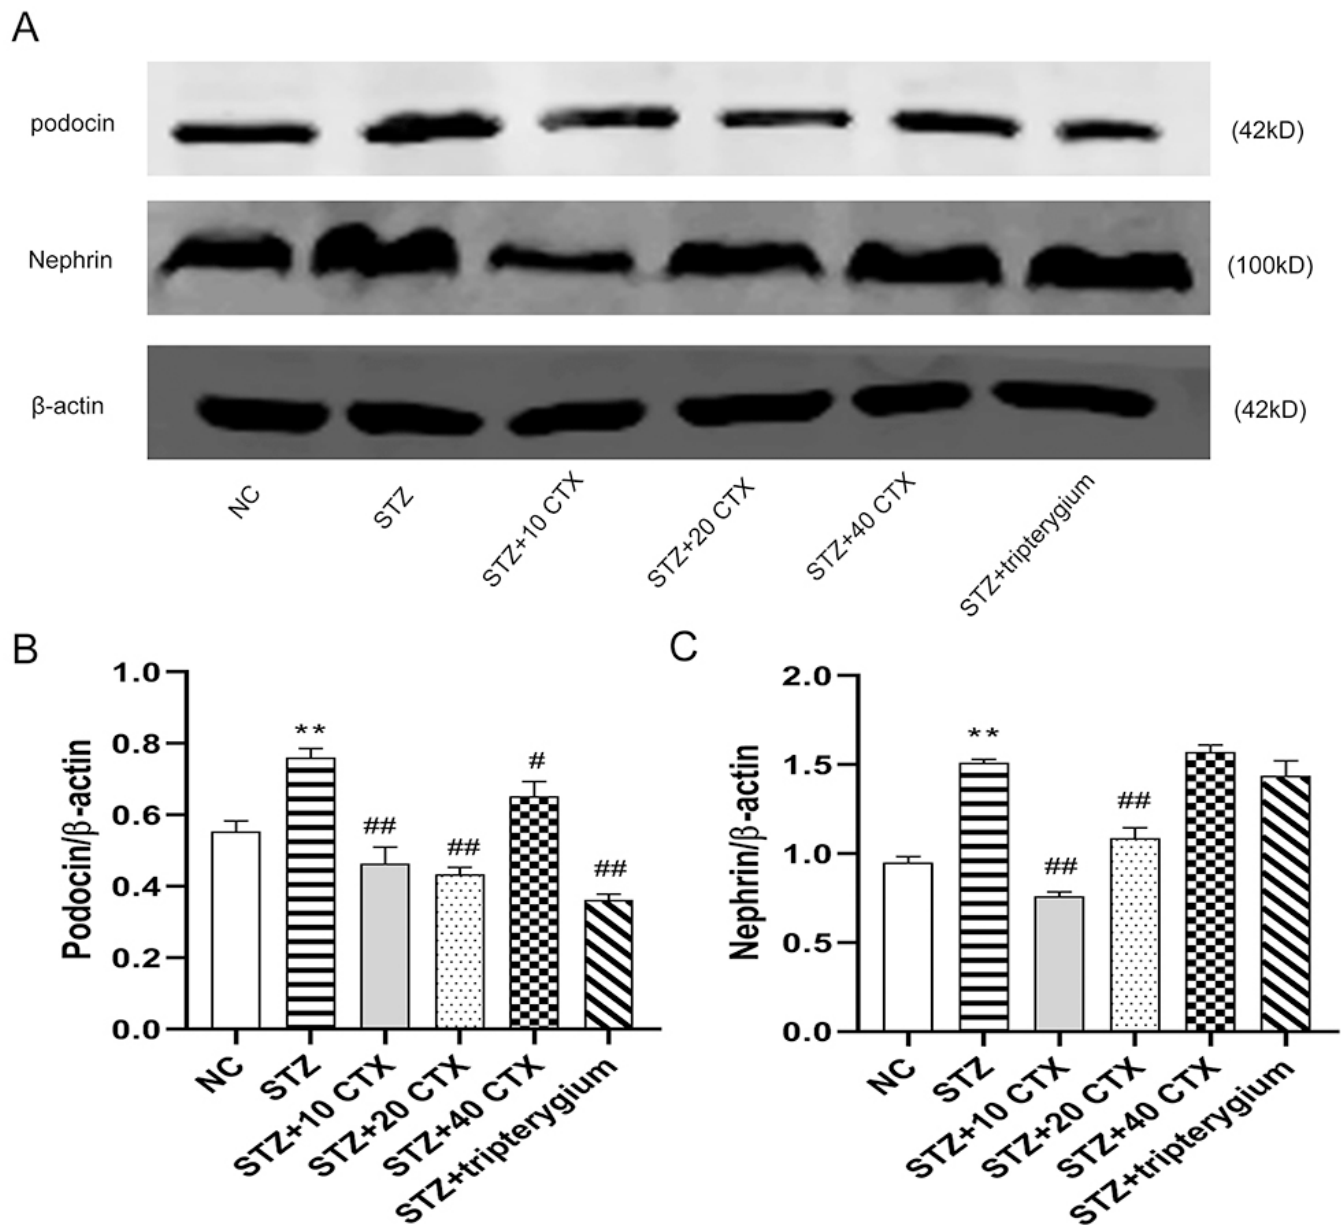 A
podocin
(42kD)
Nephrin
(100kD)
β-actin
(42kD)
NC
STZ
STZ+10 CTX
STZ+20 CTX
STZ+40 CTX
STZ+tripterygium
B
Podocin/β-actin
1.0
0.8
0.6
0.4
0.2
0.0
**
##
##
#
##
NC
STZ
STZ+10 CTX
STZ+20 CTX
STZ+40 CTX
STZ+tripterygium
C
Nephrin/β-actin
2.0
1.5
1.0
0.5
0.0
**
##
##
NC
STZ
STZ+10 CTX
STZ+20 CTX
STZ+40 CTX
STZ+tripterygium